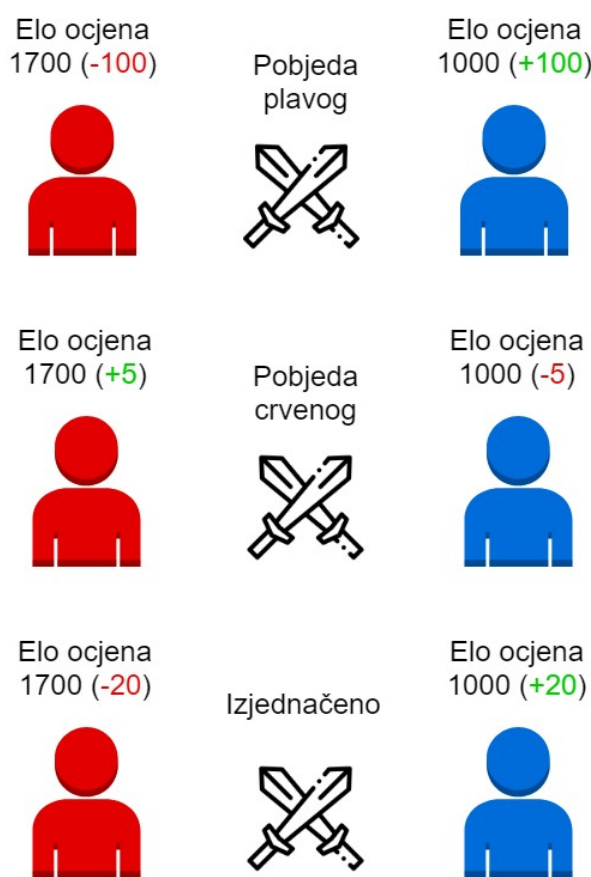 Elo ocjena
1700 (-100)
Pobjeda
plavog
Elo ocjena
1000 (+100)
Elo ocjena
1700 (+5)
Pobjeda
crvenog
Elo ocjena
1000 (-5)
Elo ocjena
1700 (-20)
Izjednačeno
Elo ocjena
1000 (+20)